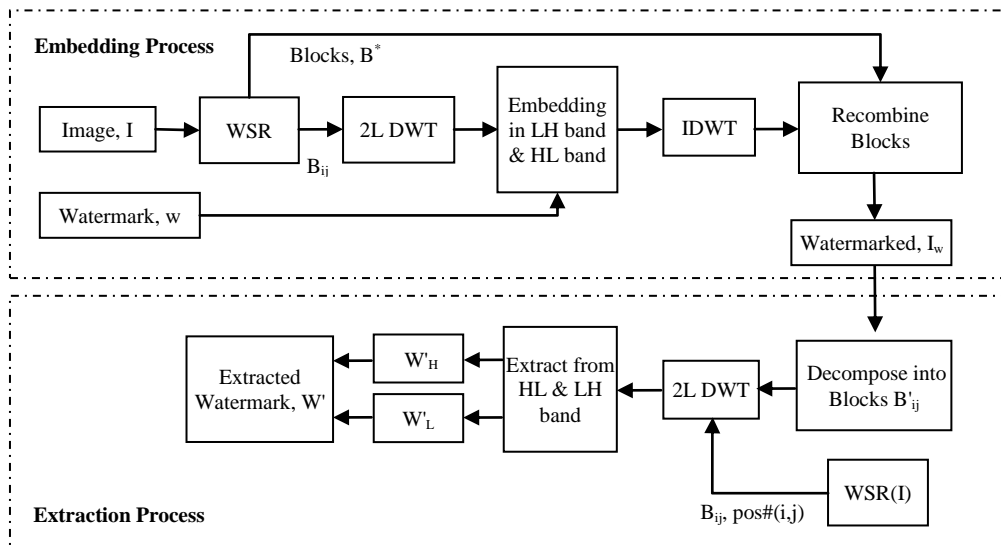 Embedding Process
Blocks, B*
Image, I
WSR
B_ij
2L DWT
Embedding
in LH band
& HL band
IDWT
Recombine
Blocks
Watermark, w
Watermarked, I_w
Extracted
Watermark, W'
W'_H
W'_L
Extract from
HL & LH
band
2L DWT
Decompose into
Blocks B'_ij
WSR(I)
B_ij, pos#(i,j)
Extraction Process